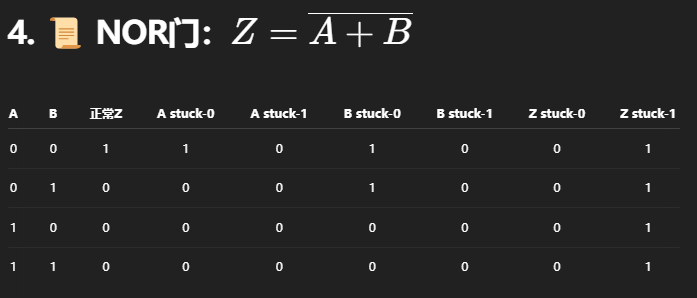 4. 📜 NOR门: Z = \overline{A + B}
A B 正常Z A stuck-0 A stuck-1 B stuck-0 B stuck-1 Z stuck-0 Z stuck-1
0 0 1 1 0 1 0 0 1
0 1 0 0 0 1 0 0 1
1 0 0 0 0 0 0 0 1
1 1 0 0 0 0 0 0 1